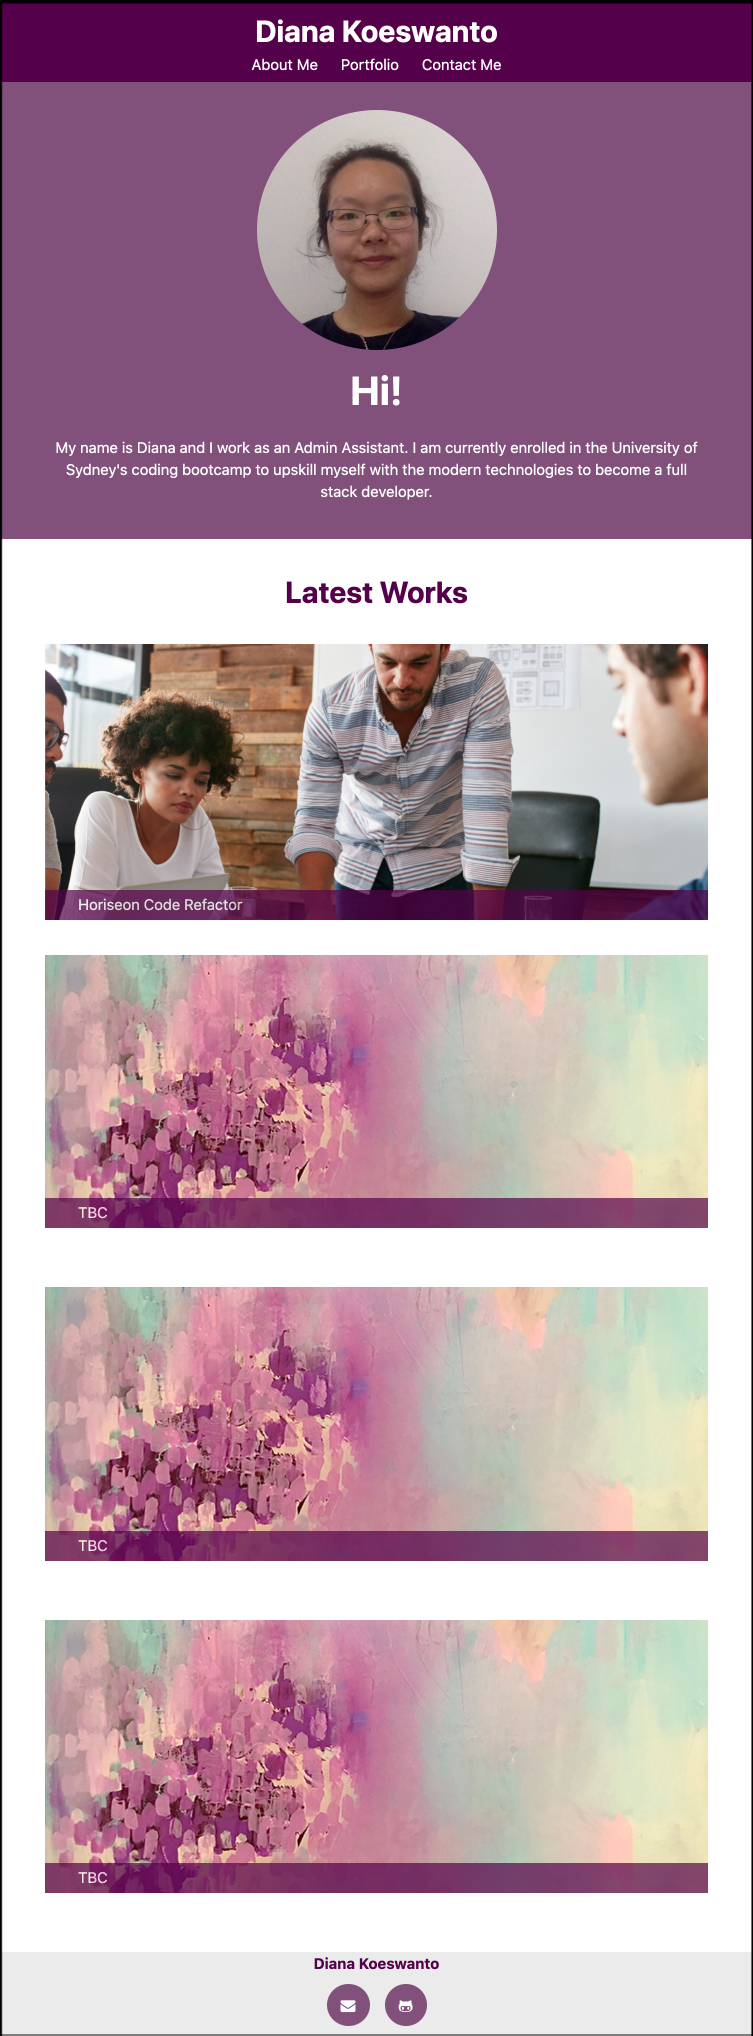 Diana Koeswanto
About Me Portfolio Contact Me
Hi!
My name is Diana and I work as an Admin Assistant. I am currently enrolled in the University of
Sydney's coding bootcamp to upskill myself with the modern technologies to become a full
stack developer.
Latest Works
Horiseon Code Refactor
TBC
TBC
TBC
Diana Koeswanto